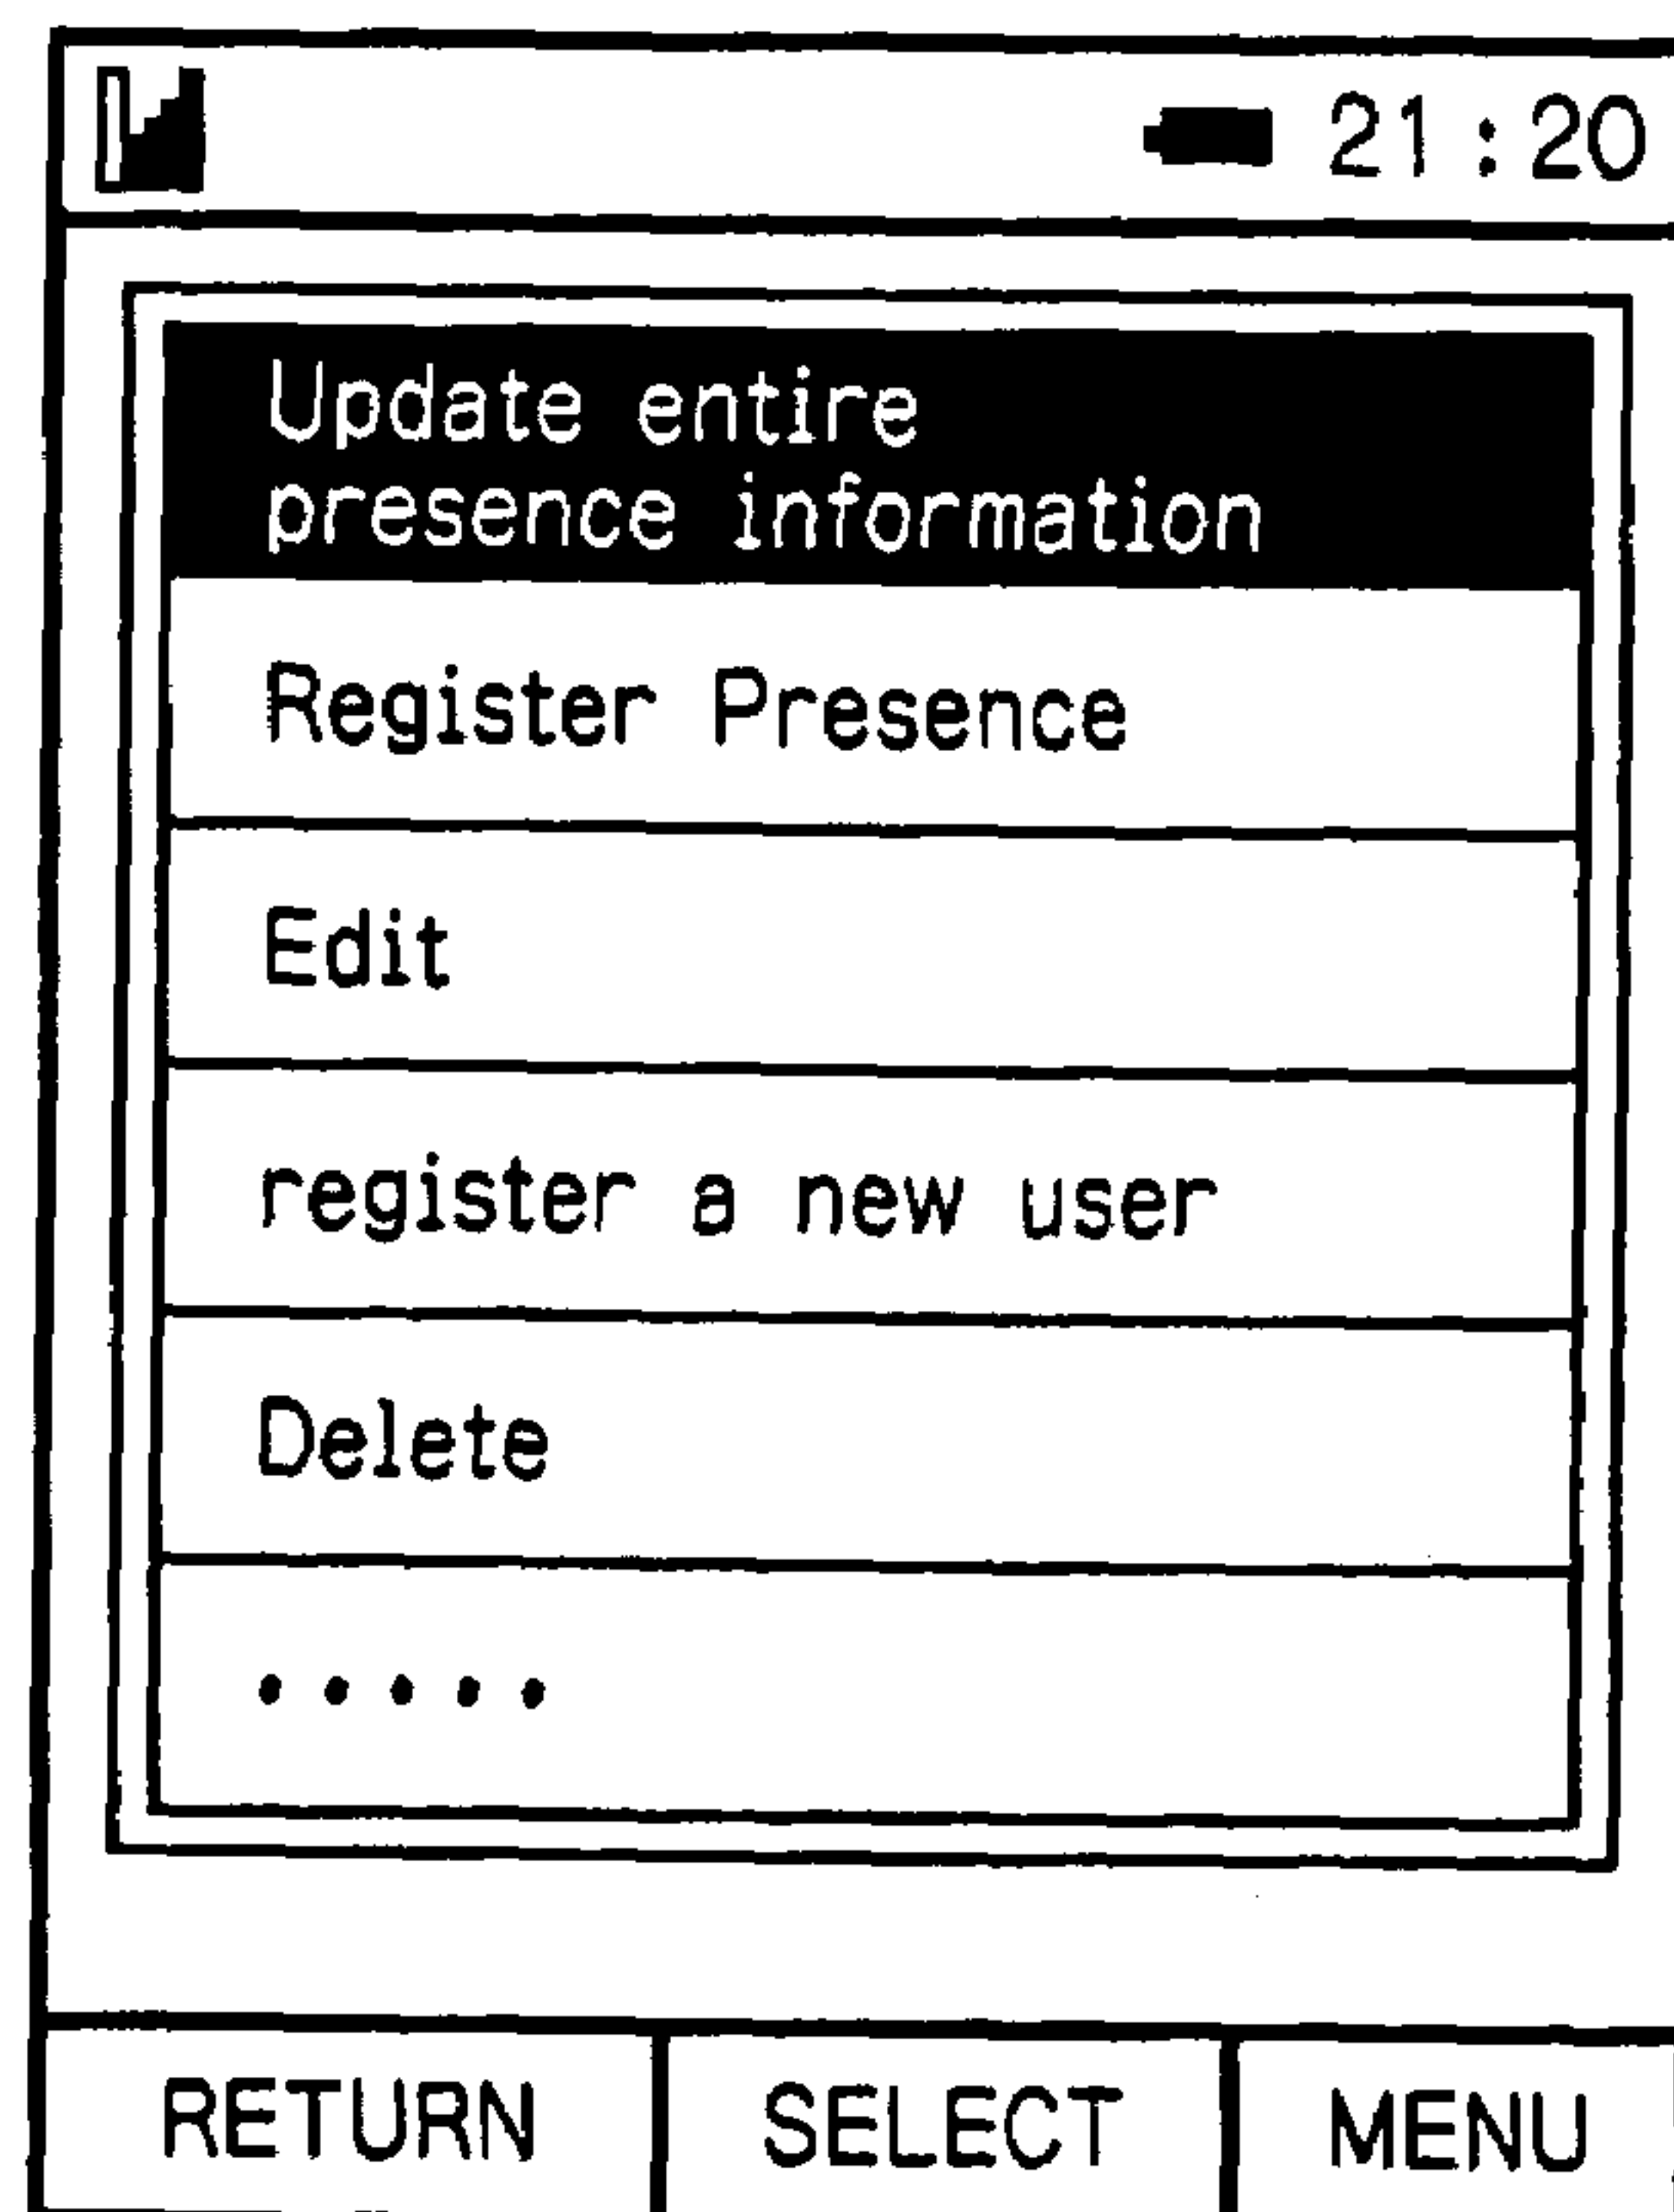 21:20
Update entire
presence information
Register Presence
Edit
register a new user
Delete
.....
RETURN SELECT MENU